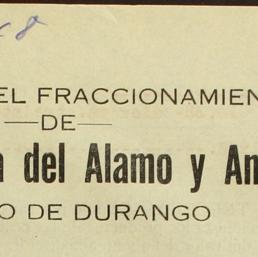 EL FRACCIONAMIEN
DE
del Alamo y An
O DE DURANGO